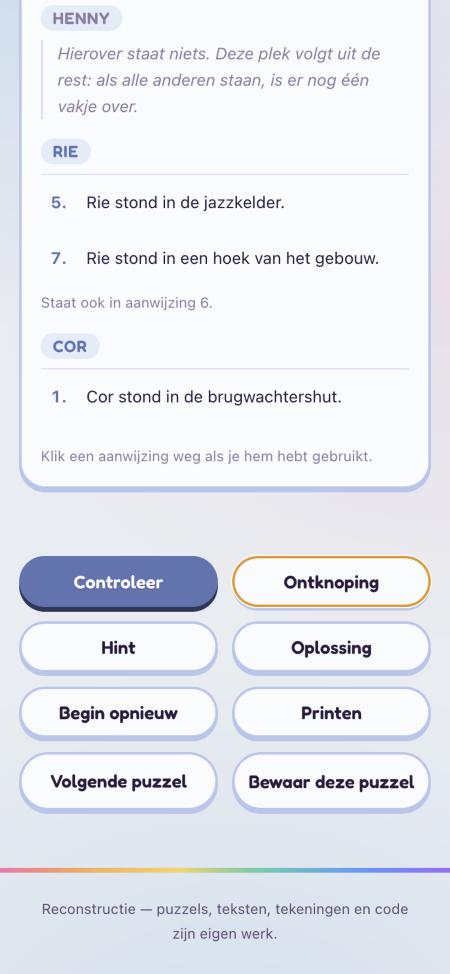 HENNY
Hierover staat niets. Deze plek volgt uit de
rest: als alle anderen staan, is er nog één
vakje over.
RIE
5. Rie stond in de jazzkelder.
7. Rie stond in een hoek van het gebouw.
Staat ook in aanwijzing 6.
COR
1. Cor stond in de brugwachtershut.
Klik een aanwijzing weg als je hem hebt gebruikt.
Controleer
Ontknoping
Hint
Oplossing
Begin opnieuw
Printen
Volgende puzzel
Bewaar deze puzzel
Reconstructie — puzzels, teksten, tekeningen en code
zijn eigen werk.